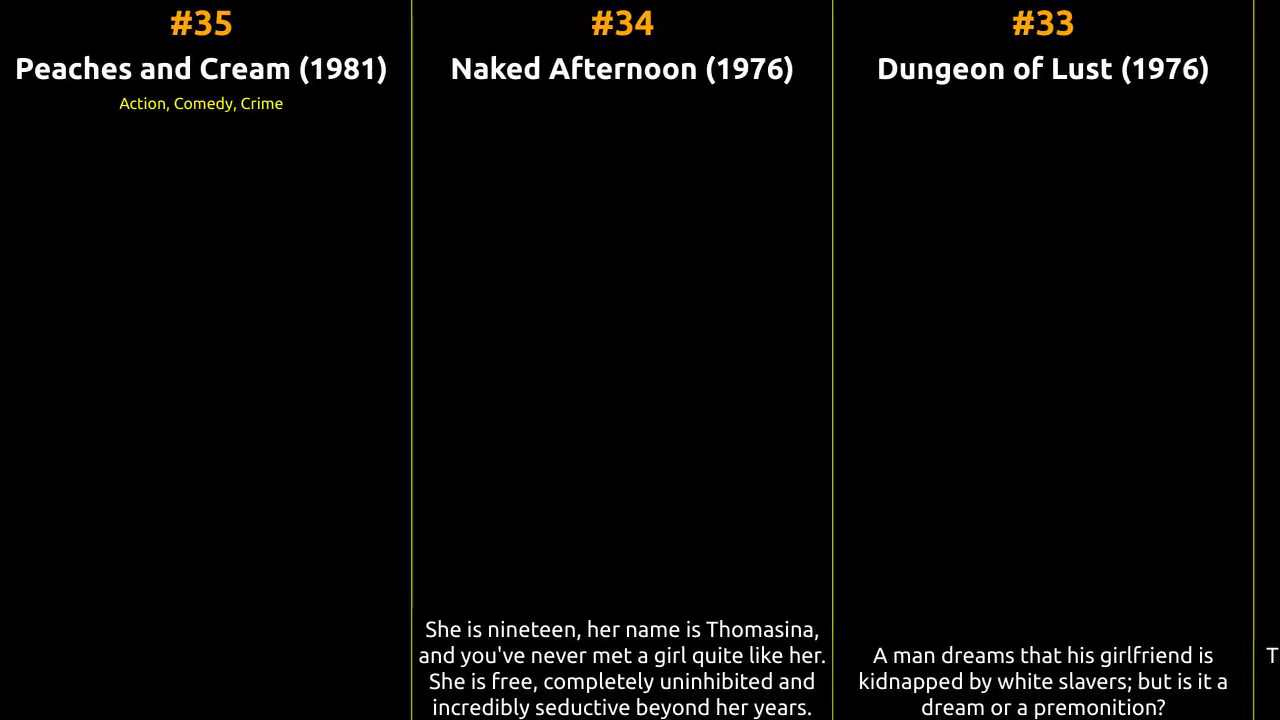 #35
Peaches and Cream (1981)
Action, Comedy, Crime
#34
Naked Afternoon (1976)
She is nineteen, her name is Thomasina,
and you've never met a girl quite like her.
She is free, completely uninhibited and
incredibly seductive beyond her years.
#33
Dungeon of Lust (1976)
A man dreams that his girlfriend is
kidnapped by white slavers; but is it a
dream or a premonition?
T